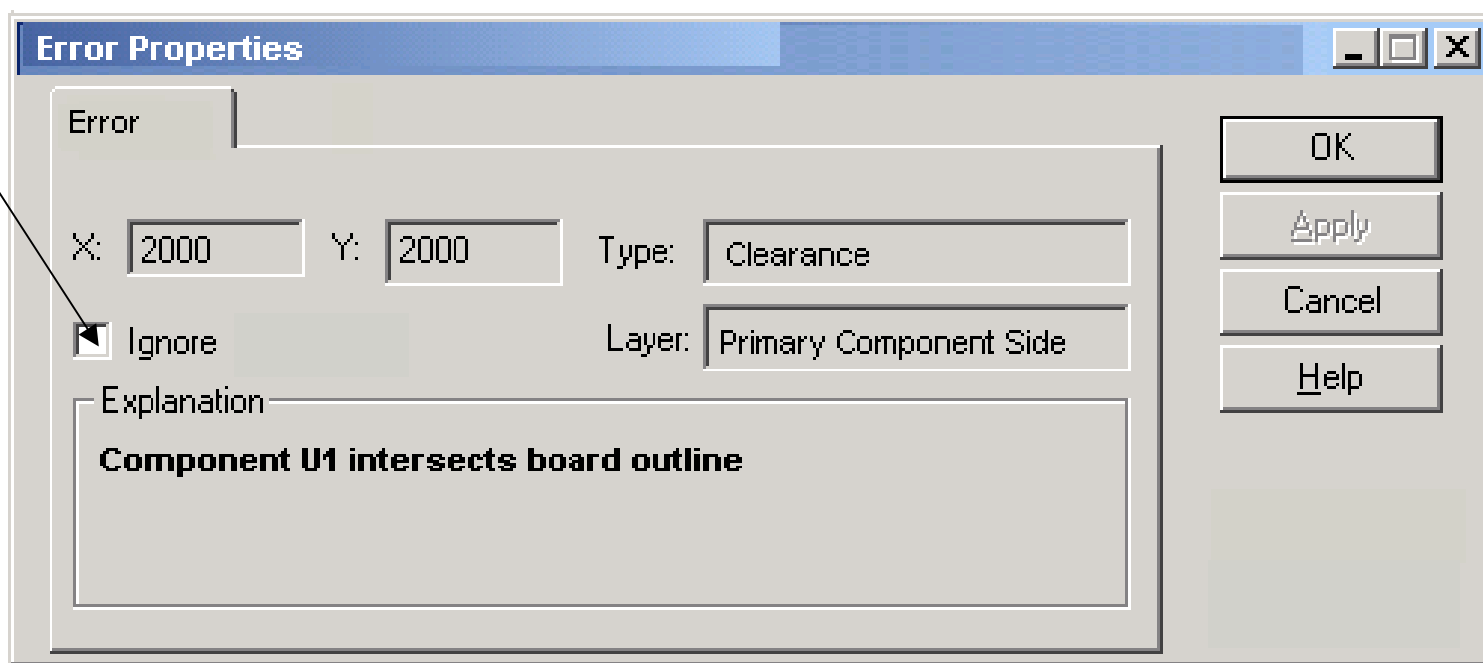 Error Properties
Error
OK
X: 2000 Y: 2000 Type: Clearance
Apply
Ignore Layer: Primary Component Side
Cancel
Help
Explanation
Component U1 intersects board outline